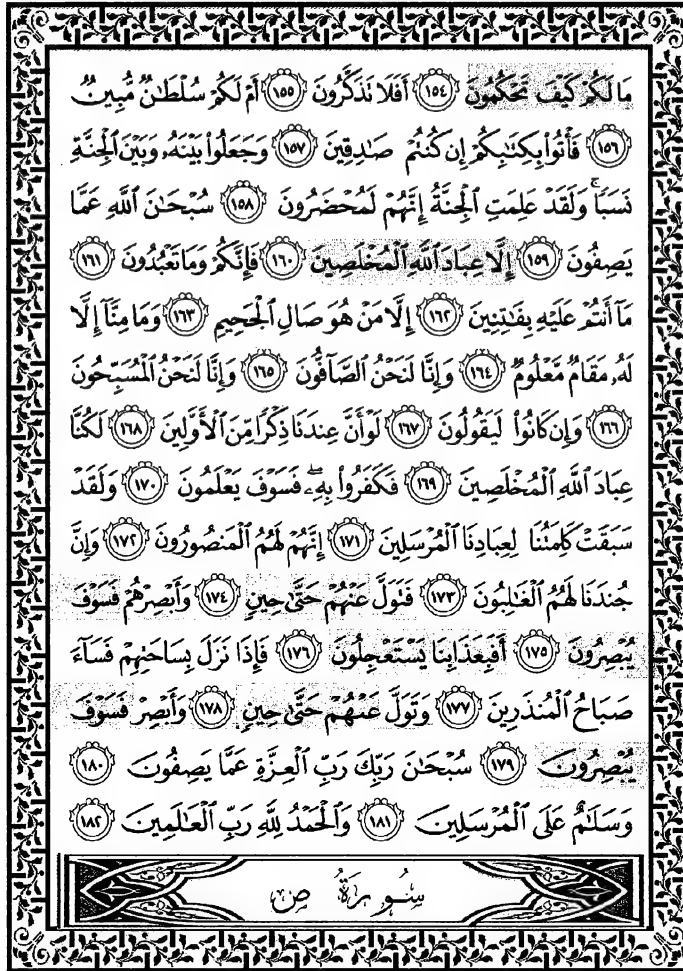 مَا لَكُمْ كَيْفَ تَحْكُمُونَ ﴿١٥٤﴾ أَفَلَا تَذَكَّرُونَ ﴿١٥٥﴾ أَمْ لَكُمْ سُلْطَٰنٌ مُّبِينٌ
﴿١٥٦﴾ فَأْتُوا۟ بِكِتَٰبِكُمْ إِن كُنتُمْ صَٰدِقِينَ ﴿١٥٧﴾ وَجَعَلُوا۟ بَيْنَهُۥ وَبَيْنَ ٱلْجِنَّةِ
نَسَبًا ۚ وَلَقَدْ عَلِمَتِ ٱلْجِنَّةُ إِنَّهُمْ لَمُحْضَرُونَ ﴿١٥٨﴾ سُبْحَٰنَ ٱللَّهِ عَمَّا
يَصِفُونَ ﴿١٥٩﴾ إِلَّا عِبَادَ ٱللَّهِ ٱلْمُخْلَصِينَ ﴿١٦٠﴾ فَإِنَّكُمْ وَمَا تَعْبُدُونَ ﴿١٦١﴾
مَآ أَنتُمْ عَلَيْهِ بِفَٰتِنِينَ ﴿١٦٢﴾ إِلَّا مَنْ هُوَ صَالِ ٱلْجَحِيمِ ﴿١٦٣﴾ وَمَا مِنَّآ إِلَّا
لَهُۥ مَقَامٌ مَّعْلُومٌ ﴿١٦٤﴾ وَإِنَّا لَنَحْنُ ٱلصَّآفُّونَ ﴿١٦٥﴾ وَإِنَّا لَنَحْنُ ٱلْمُسَبِّحُونَ
﴿١٦٦﴾ وَإِن كَانُوا۟ لَيَقُولُونَ ﴿١٦٧﴾ لَوْ أَنَّ عِندَنَا ذِكْرًا مِّنَ ٱلْأَوَّلِينَ ﴿١٦٨﴾ لَكُنَّا
عِبَادَ ٱللَّهِ ٱلْمُخْلَصِينَ ﴿١٦٩﴾ فَكَفَرُوا۟ بِهِۦ ۖ فَسَوْفَ يَعْلَمُونَ ﴿١٧٠﴾ وَلَقَدْ
سَبَقَتْ كَلِمَتُنَا لِعِبَادِنَا ٱلْمُرْسَلِينَ ﴿١٧١﴾ إِنَّهُمْ لَهُمُ ٱلْمَنصُورُونَ ﴿١٧٢﴾ وَإِنَّ
جُندَنَا لَهُمُ ٱلْغَٰلِبُونَ ﴿١٧٣﴾ فَتَوَلَّ عَنْهُمْ حَتَّىٰ حِينٍ ﴿١٧٤﴾ وَأَبْصِرْهُمْ فَسَوْفَ
يُبْصِرُونَ ﴿١٧٥﴾ أَفَبِعَذَابِنَا يَسْتَعْجِلُونَ ﴿١٧٦﴾ فَإِذَا نَزَلَ بِسَاحَتِهِمْ فَسَآءَ
صَبَاحُ ٱلْمُنذَرِينَ ﴿١٧٧﴾ وَتَوَلَّ عَنْهُمْ حَتَّىٰ حِينٍ ﴿١٧٨﴾ وَأَبْصِرْ فَسَوْفَ
يُبْصِرُونَ ﴿١٧٩﴾ سُبْحَٰنَ رَبِّكَ رَبِّ ٱلْعِزَّةِ عَمَّا يَصِفُونَ ﴿١٨٠﴾
وَسَلَٰمٌ عَلَى ٱلْمُرْسَلِينَ ﴿١٨١﴾ وَٱلْحَمْدُ لِلَّهِ رَبِّ ٱلْعَٰلَمِينَ ﴿١٨٢﴾
سُورَةُ ص